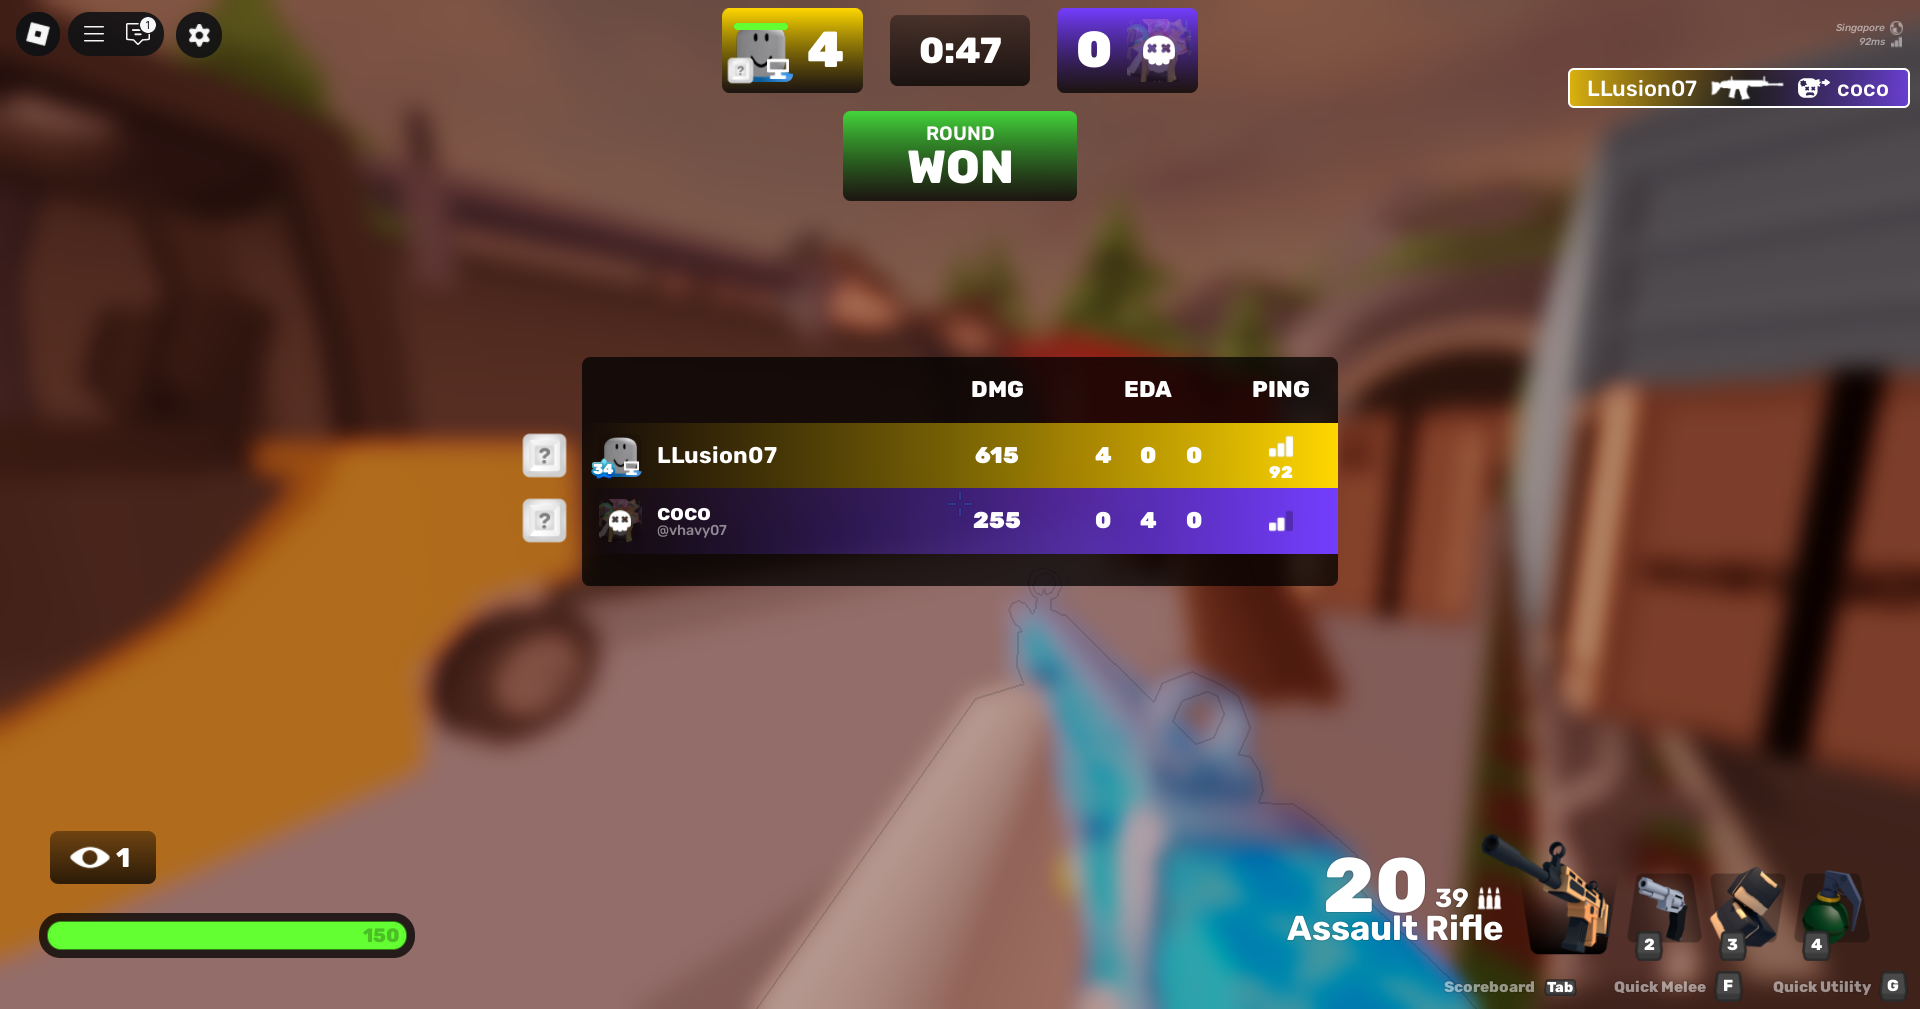 1
4
0:47
0
Singapore
92ms
LLusion07
coco
ROUND
WON
DMG EDA PING
?
34
LLusion07 615 4 0 0
92
?
coco 255 0 4 0
@vhavy07
?
1
150
20 39
Assault Rifle
2
3
4
Scoreboard Tab Quick Melee F Quick Utility G